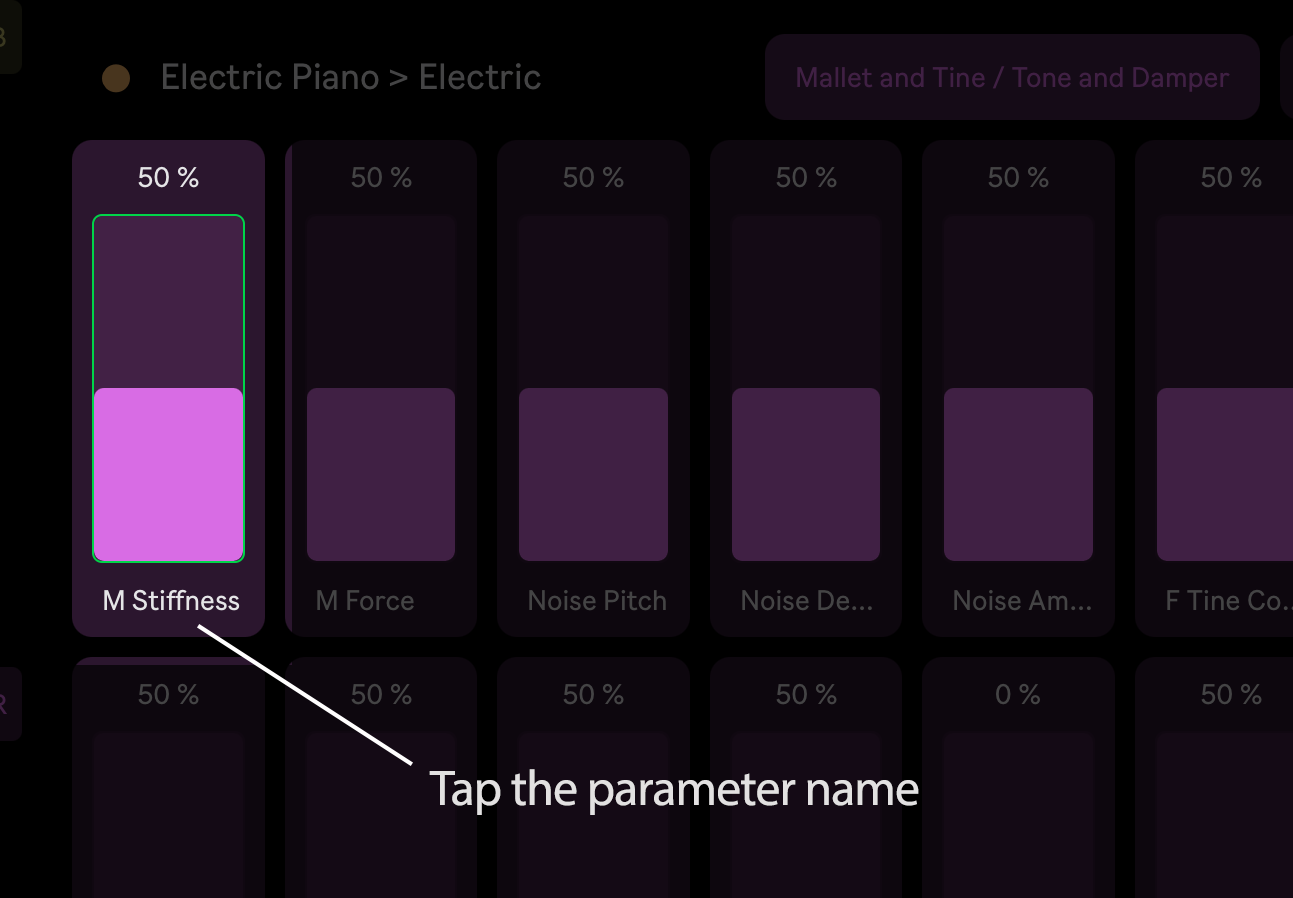 Electric Piano > Electric
Mallet and Tine / Tone and Damper
50 % 50 % 50 % 50 % 50 % 50 %
M Stiffness M Force Noise Pitch Noise De... Noise Am... F Tine Co..
50 % 50 % 50 % 50 % 0 % 50 %
Tap the parameter name